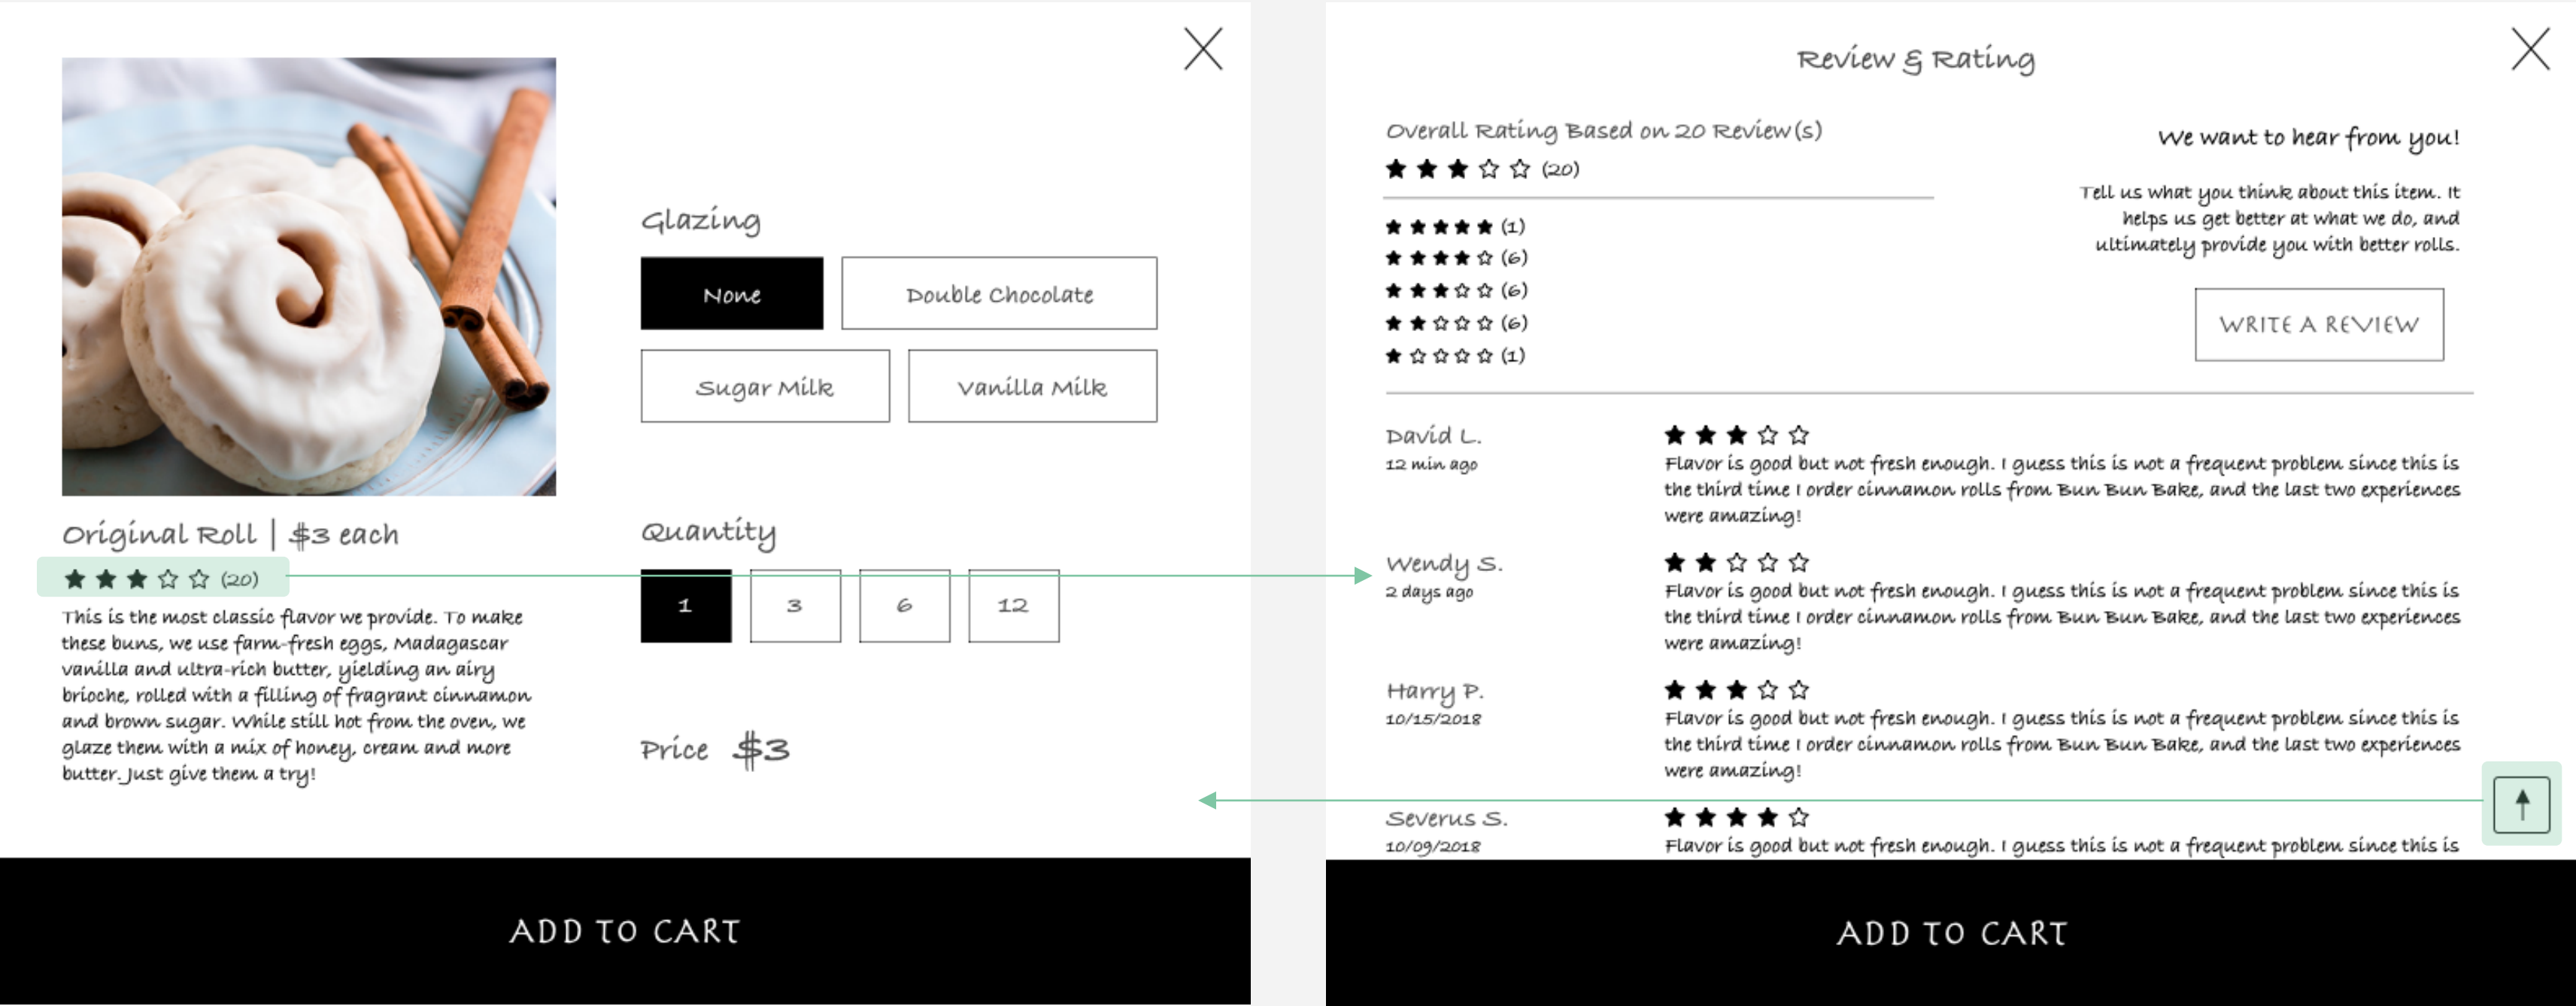 Glazing
None
Double Chocolate
Sugar Milk
Vanilla Milk
Original Roll | $3 each
(20)
This is the most classic flavor we provide. To make
these buns, we use farm-fresh eggs, Madagascar
vanilla and ultra-rich butter, yielding an airy
brioche, rolled with a filling of fragrant cinnamon
and brown sugar. While still hot from the oven, we
glaze them with a mix of honey, cream and more
butter. Just give them a try!
Quantity
1
3
6
12
Price $3
ADD TO CART
Review & Rating
Overall Rating Based on 20 Review(s)
(20)
(1)
(6)
(6)
(6)
(1)
We want to hear from you!
Tell us what you think about this item. It
helps us get better at what we do, and
ultimately provide you with better rolls.
WRITE A REVIEW
David L.
12 min ago
Flavor is good but not fresh enough. I guess this is not a frequent problem since this is
the third time I order cinnamon rolls from Bun Bun Bake, and the last two experiences
were amazing!
Wendy S.
2 days ago
Flavor is good but not fresh enough. I guess this is not a frequent problem since this is
the third time I order cinnamon rolls from Bun Bun Bake, and the last two experiences
were amazing!
Harry P.
10/15/2018
Flavor is good but not fresh enough. I guess this is not a frequent problem since this is
the third time I order cinnamon rolls from Bun Bun Bake, and the last two experiences
were amazing!
Severus S.
10/09/2018
Flavor is good but not fresh enough. I guess this is not a frequent problem since this is
ADD TO CART